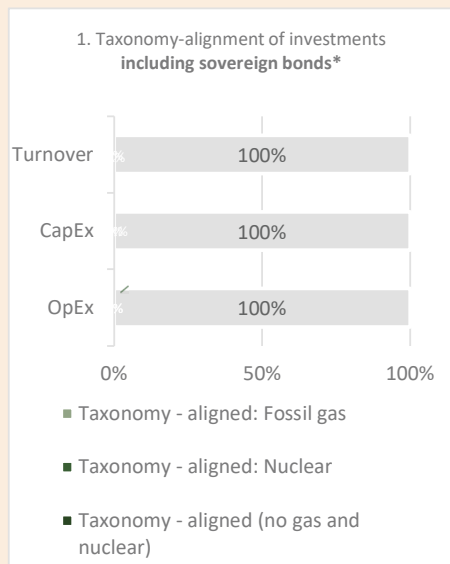 1. Taxonomy-alignment of investments
including sovereign bonds*
Turnover
100%
CapEx
100%
OpEx
100%
0%
50%
100%
Taxonomy - aligned: Fossil gas
Taxonomy - aligned: Nuclear
Taxonomy - aligned (no gas and
nuclear)